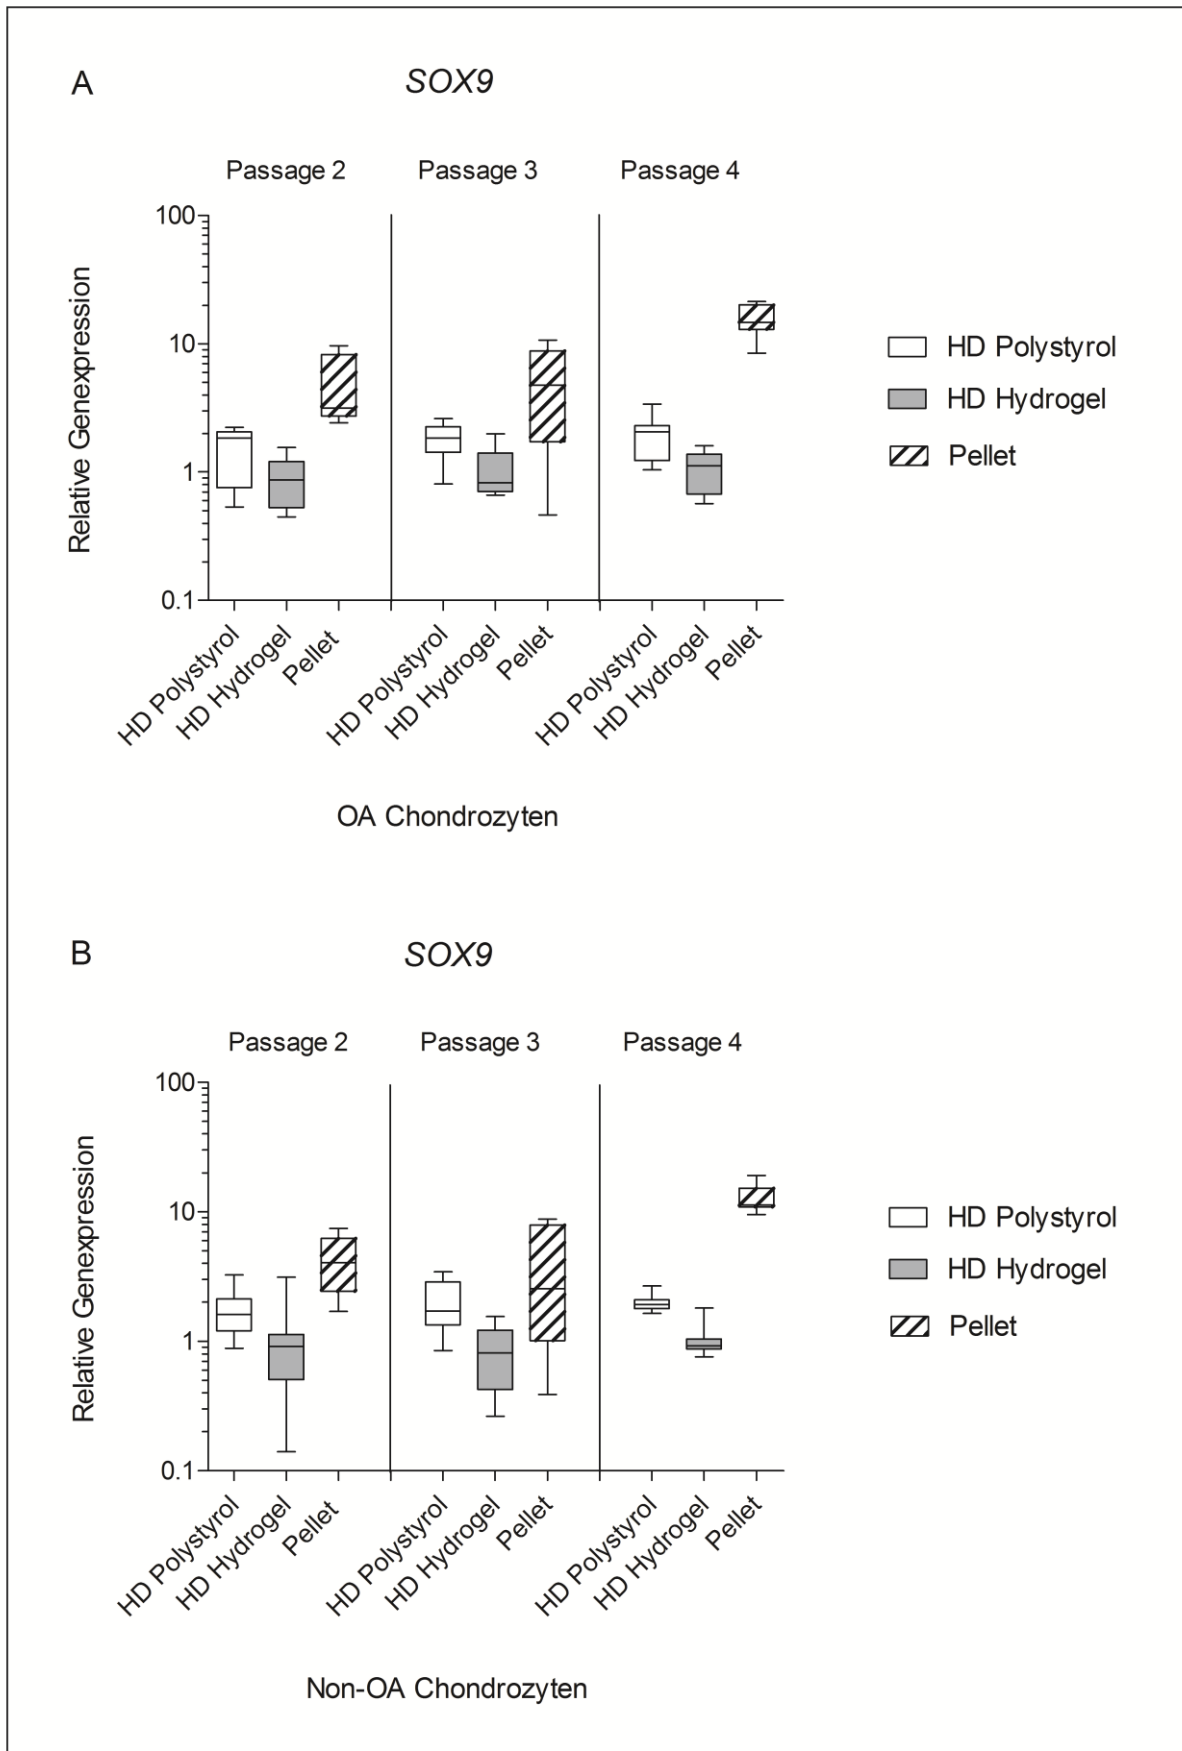 A
SOX9
Passage 2 Passage 3 Passage 4
Relative Genexpression
100
10
1
0.1
HD Polystyrol
HD Hydrogel
Pellet
HD Polystyrol
HD Hydrogel
Pellet
HD Polystyrol
HD Hydrogel
Pellet
OA Chondrozyten
HD Polystyrol
HD Hydrogel
Pellet
B
SOX9
Passage 2 Passage 3 Passage 4
Relative Genexpression
100
10
1
0.1
HD Polystyrol
HD Hydrogel
Pellet
HD Polystyrol
HD Hydrogel
Pellet
HD Polystyrol
HD Hydrogel
Pellet
Non-OA Chondrozyten
HD Polystyrol
HD Hydrogel
Pellet